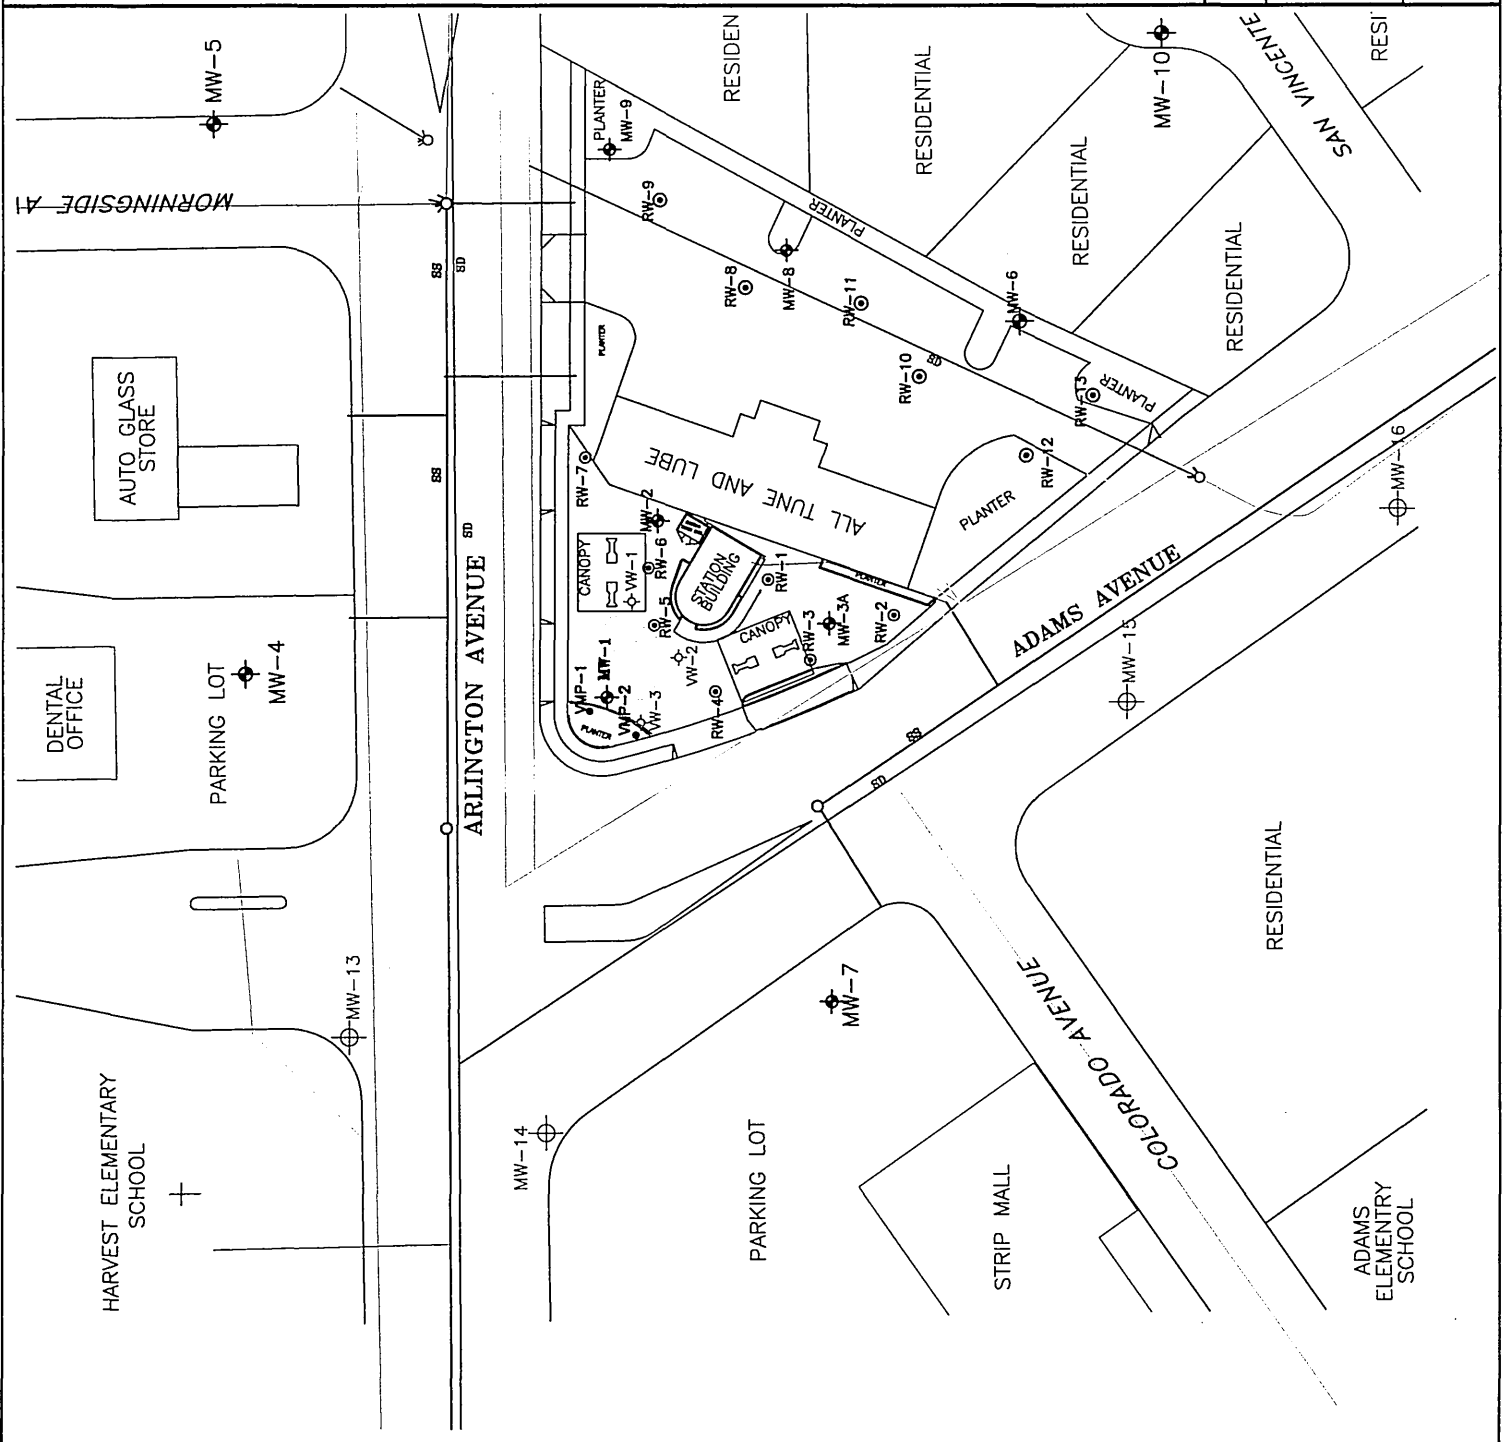 MW-5
MORNINGSIDE A
AUTO GLASS
STORE
DENTAL
OFFICE
PARKING LOT
MW-4
MW-13
HARVEST ELEMENTARY
SCHOOL
SS
SD
SS
SD
ARLINGTON AVENUE
PLANTER
MW-9
RW-9
RESIDEN
RESIDENTIAL
MW-10
SAN VINCENTE
RESI
PLANTER
RESIDENTIAL
RESIDENTIAL
RW-8
MW-8
RW-11
MW-6
RW-10
SD
PLANTER
RW-13
PLANTER
ALL TUNE AND LUBE
RW-7
MW-2
RW-12
PLANTER
MW-16
CANOPY
VW-1
RW-6
STATION
BUILDING
RW-1
PLANTER
RW-5
CANOPY
RW-3
MW-3A
RW-2
VW-2
VMP-1
MW-1
VMP-2
VW-3
PLANTER
RW-4
ADAMS AVENUE
MW-15
SS
SD
MW-7
COLORADO AVENUE
RESIDENTIAL
MW-14
PARKING LOT
STRIP MALL
ADAMS
ELEMENTRY
SCHOOL